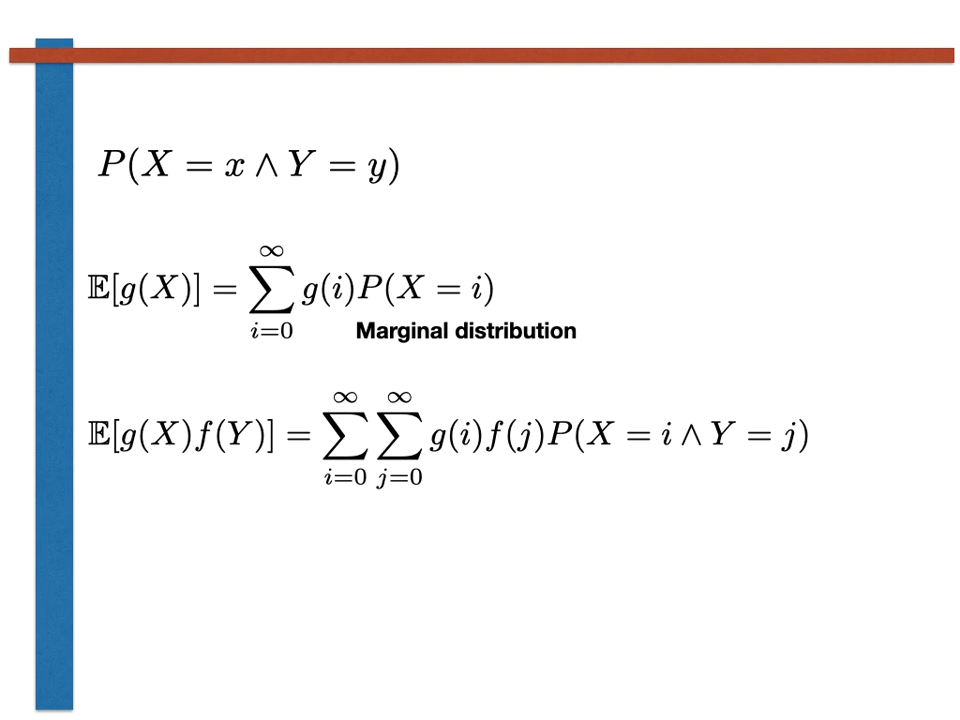 P(X = x ∧ Y = y)
𝔼[g(X)] = ∑_{i=0}^{∞} g(i)P(X = i)
Marginal distribution
𝔼[g(X)f(Y)] = ∑_{i=0}^{∞} ∑_{j=0}^{∞} g(i)f(j)P(X = i ∧ Y = j)